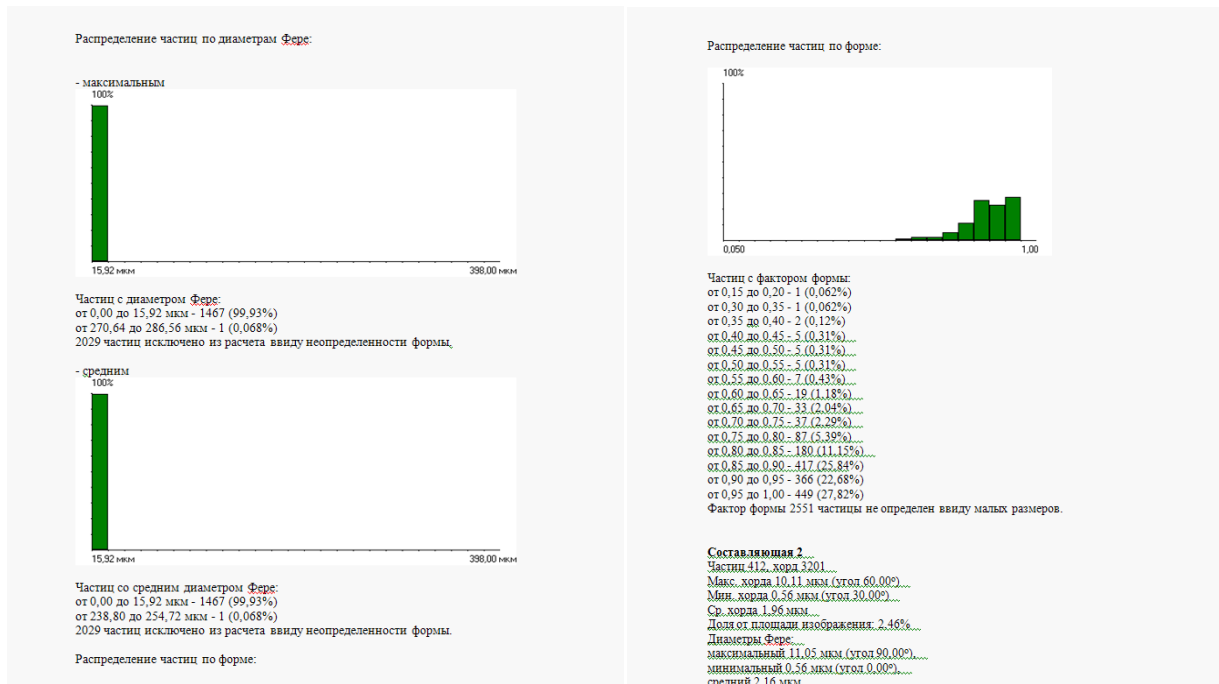 Распределение частиц по диаметрам Фере:
- максимальным
100%
15,92 мкм
398,00 мкм
Частиц с диаметром Фере:
от 0,00 до 15,92 мкм - 1467 (99,93%)
от 270,64 до 286,56 мкм - 1 (0,068%)
2029 частиц исключено из расчета ввиду неопределенности формы,
- средним
100%
15,92 мкм
398,00 мкм
Частиц со средним диаметром Фере:
от 0,00 до 15,92 мкм - 1467 (99,93%)
от 238,80 до 254,72 мкм - 1 (0,068%)
2029 частиц исключено из расчета ввиду неопределенности формы.
Распределение частиц по форме:
Распределение частиц по форме:
100%
0,050
1,00
Частиц с фактором формы:
от 0,15 до 0,20 - 1 (0,062%)
от 0,30 до 0,35 - 1 (0,062%)
от 0,35 до 0,40 - 2 (0,12%)
от 0,40 до 0,45 - 5 (0,31%)
от 0,45 до 0,50 - 5 (0,31%)
от 0,50 до 0,55 - 5 (0,31%)
от 0,55 до 0,60 - 7 (0,43%)
от 0,60 до 0,65 - 19 (1,18%)
от 0,65 до 0,70 - 33 (2,04%)
от 0,70 до 0,75 - 37 (2,29%)
от 0,75 до 0,80 - 87 (5,39%)
от 0,80 до 0,85 - 180 (11,15%)
от 0,85 до 0,90 - 417 (25,84%)
от 0,90 до 0,95 - 366 (22,68%)
от 0,95 до 1,00 - 449 (27,82%)
Фактор формы 2551 частицы не определен ввиду малых размеров.
Составляющая 2
Частиц 412, хорд 3201
Макс. хорда 10,11 мкм (угол 60,00º)
Мин. хорда 0,56 мкм (угол 30,00º)
Ср. хорда 1,96 мкм
Доля от площади изображения: 2,46%
Диаметры Фере:
максимальный 11,05 мкм (угол 90,00º),
минимальный 0,56 мкм (угол 0,00º),
средний 2,16 мкм